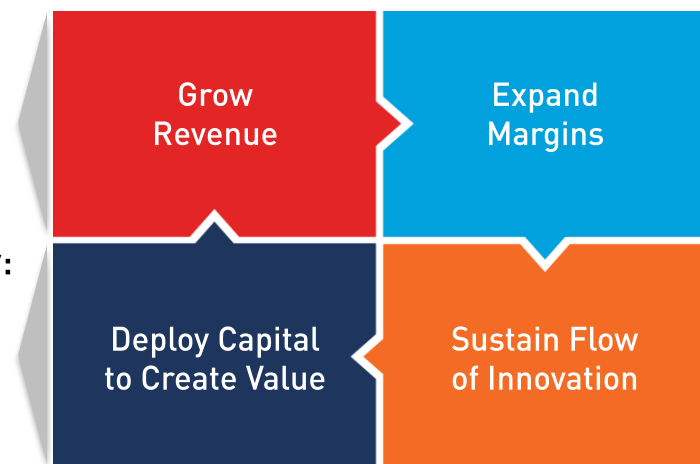 Grow
Revenue
Expand
Margins
Deploy Capital
to Create Value
Sustain Flow
of Innovation